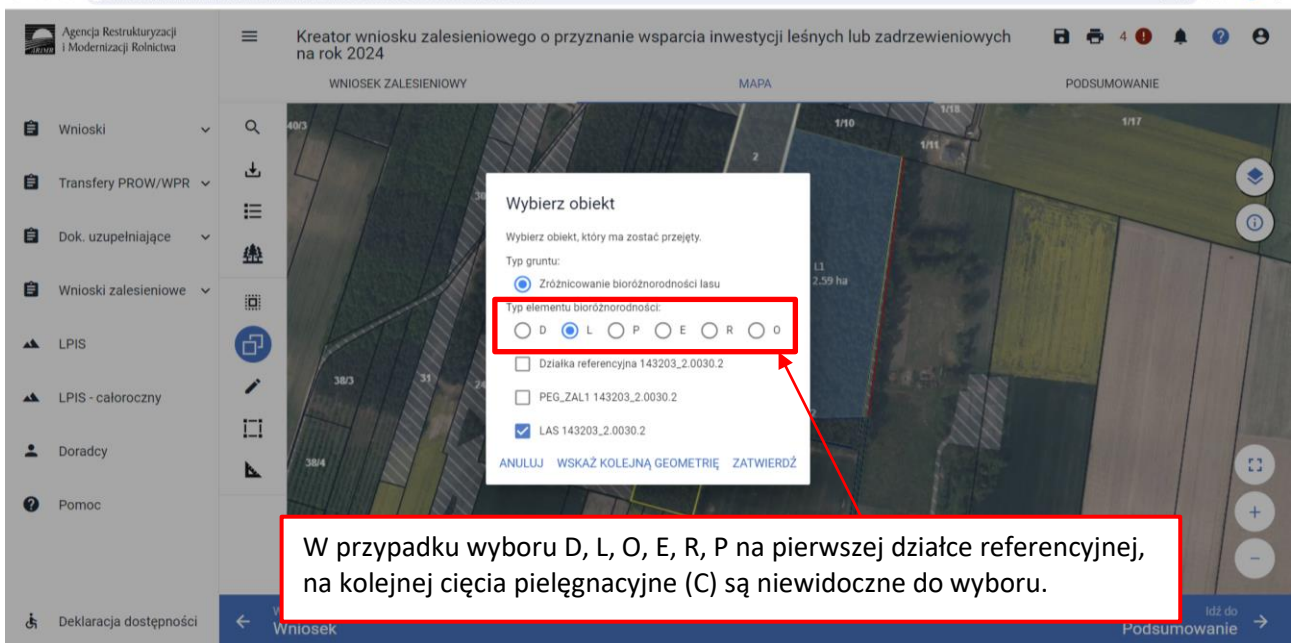 Agencja Restrukturyzacji
i Modernizacji Rolnictwa
ARiMR
Kreator wniosku zalesieniowego o przyznanie wsparcia inwestycji leśnych lub zadrzewieniowych
na rok 2024
4
WNIOSEK ZALESIENIOWY
MAPA
PODSUMOWANIE
Wnioski
Transfery PROW/WPR
Dok. uzupełniające
Wnioski zalesieniowe
LPIS
LPIS - całoroczny
Doradcy
Pomoc
Deklaracja dostępności
40/3
1/10
1/18
1/17
1/11
2
30
L1
2.59 ha
38/3
31
24
2
38/4
Wybierz obiekt
Wybierz obiekt, który ma zostać przejęty.
Typ gruntu:
Zróżnicowanie bioróżnorodności lasu
Typ elementu bioróżnorodności:
D L P E R O
Działka referencyjna 143203_2.0030.2
PEG_ZAL1 143203_2.0030.2
LAS 143203_2.0030.2
ANULUJ WSKAŻ KOLEJNĄ GEOMETRIĘ ZATWIERDŹ
W przypadku wyboru D, L, O, E, R, P na pierwszej działce referencyjnej,
na kolejnej cięcia pielęgnacyjne (C) są niewidoczne do wyboru.
Wniosek
Idź do
Podsumowanie